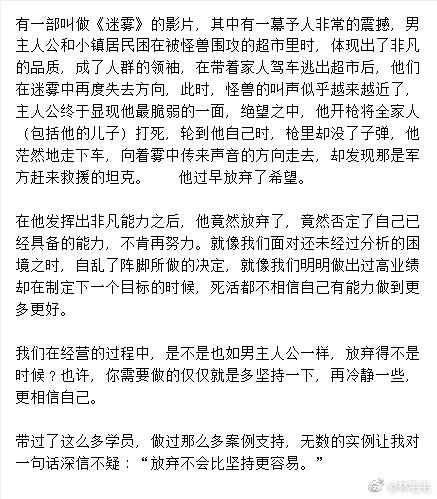 有一部叫做《迷雾》的影片，其中有一幕予人非常的震撼，男
主人公和小镇居民困在被怪兽围攻的超市里时，体现出了非凡
的品质，成了人群的领袖，在带着家人驾车逃出超市后，他们
在迷雾中再度失去方向，此时，怪兽的叫声似乎越来越近了，
主人公终于显现他最脆弱的一面，绝望之中，他开枪将全家人
（包括他的儿子）打死，轮到他自己时，枪里却没了子弹，他
茫然地走下车，向着雾中传来声音的方向走去，却发现那是军
方赶来救援的坦克。 他过早放弃了希望。
在他发挥出非凡能力之后，他竟然放弃了，竟然否定了自己已
经具备的能力，不肯再努力。就像我们面对还未经过分析的困
境之时，自乱了阵脚所做的决定，就像我们明明做出过高业绩
却在制定下一个目标的时候，死活都不相信自己有能力做到更
多更好。
我们在经营的过程中，是不是也如男主人公一样，放弃得不是
时候？也许，你需要做的仅仅就是多坚持一下，再冷静一些，
更相信自己。
带过了这么多学员，做过那么多案例支持，无数的实例让我对
一句话深信不疑：“放弃不会比坚持更容易。”